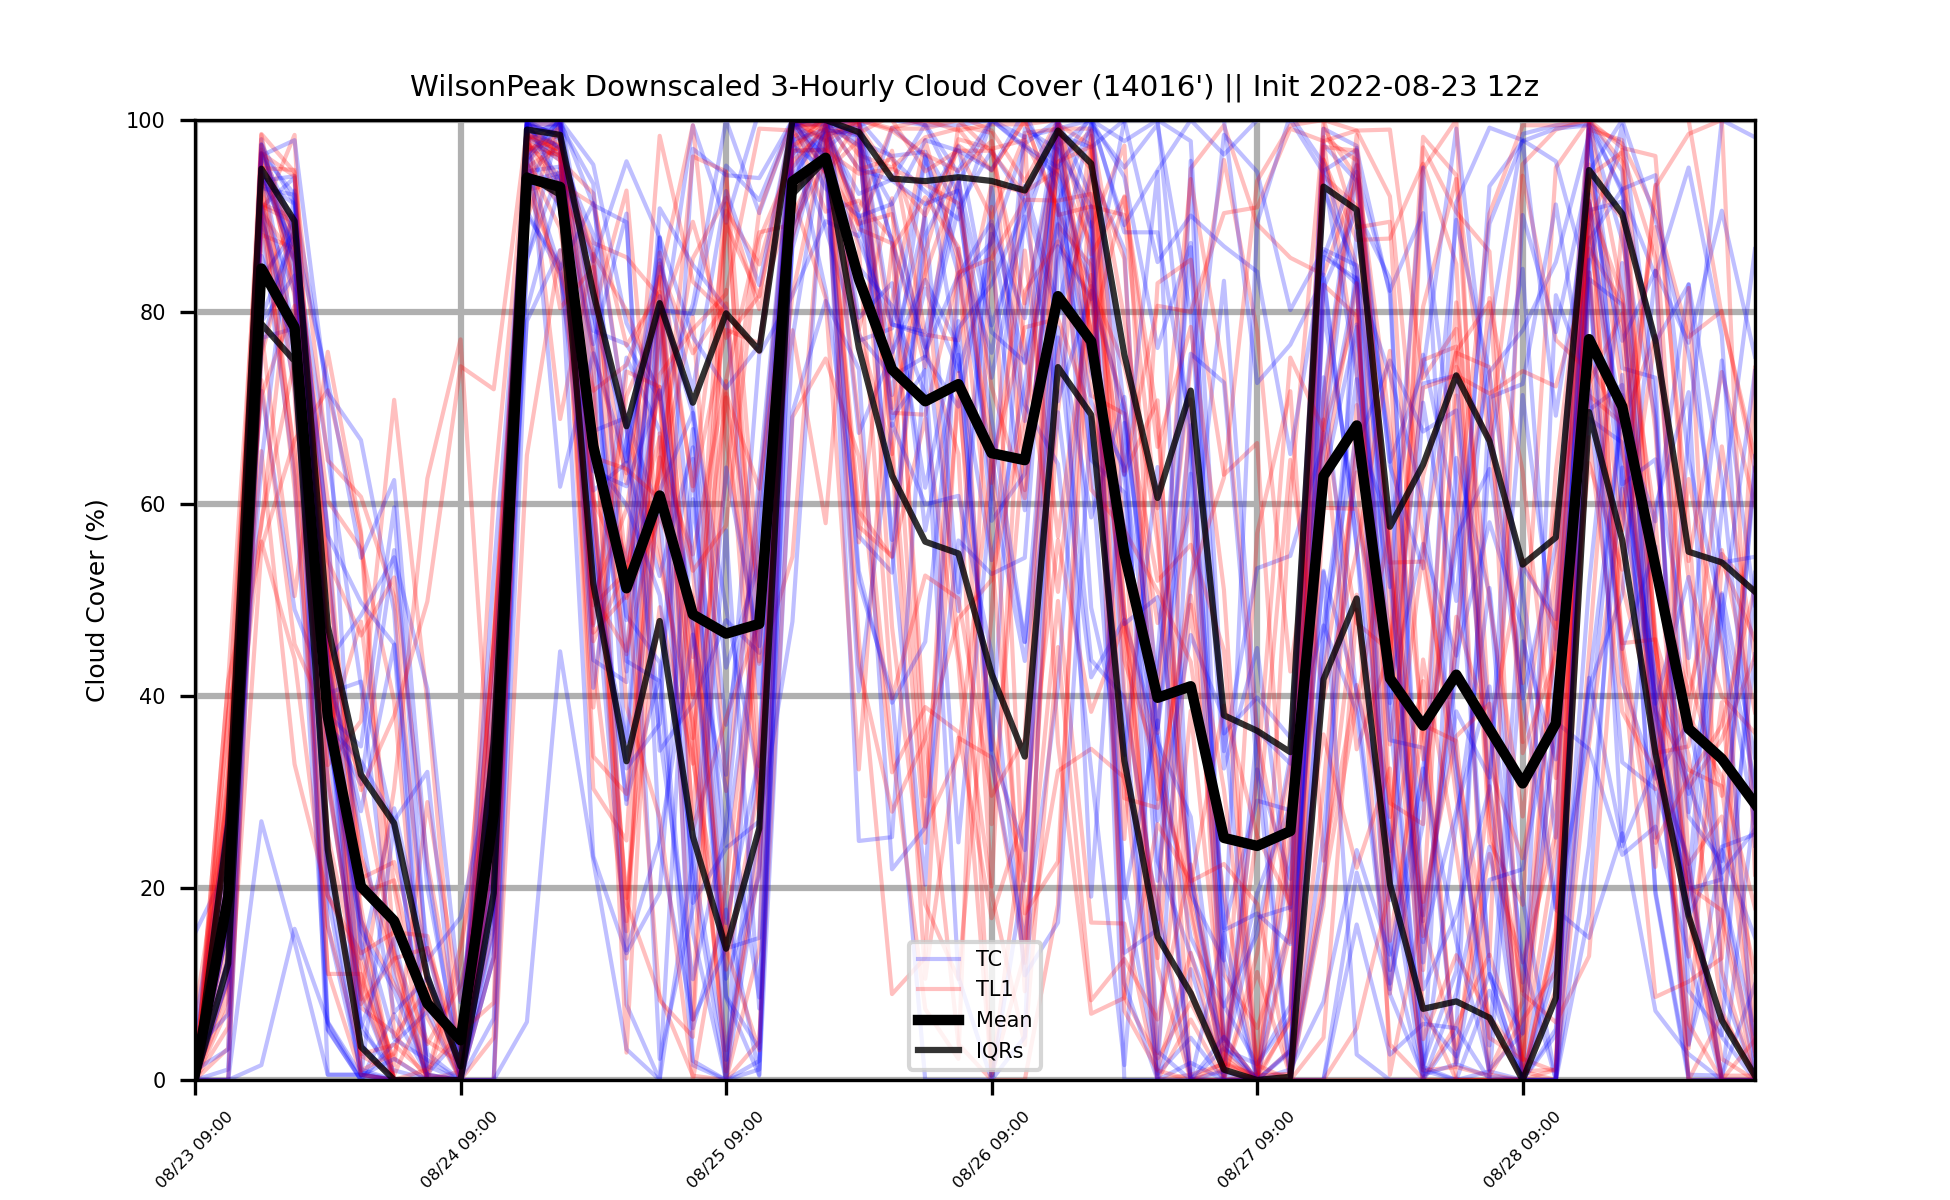 WilsonPeak Downscaled 3-Hourly Cloud Cover (14016') || Init 2022-08-23 12z
Cloud Cover (%)
100
80
60
40
20
0
TC
TL1
Mean
IQRs
08/23 09:00
08/24 09:00
08/25 09:00
08/26 09:00
08/27 09:00
08/28 09:00